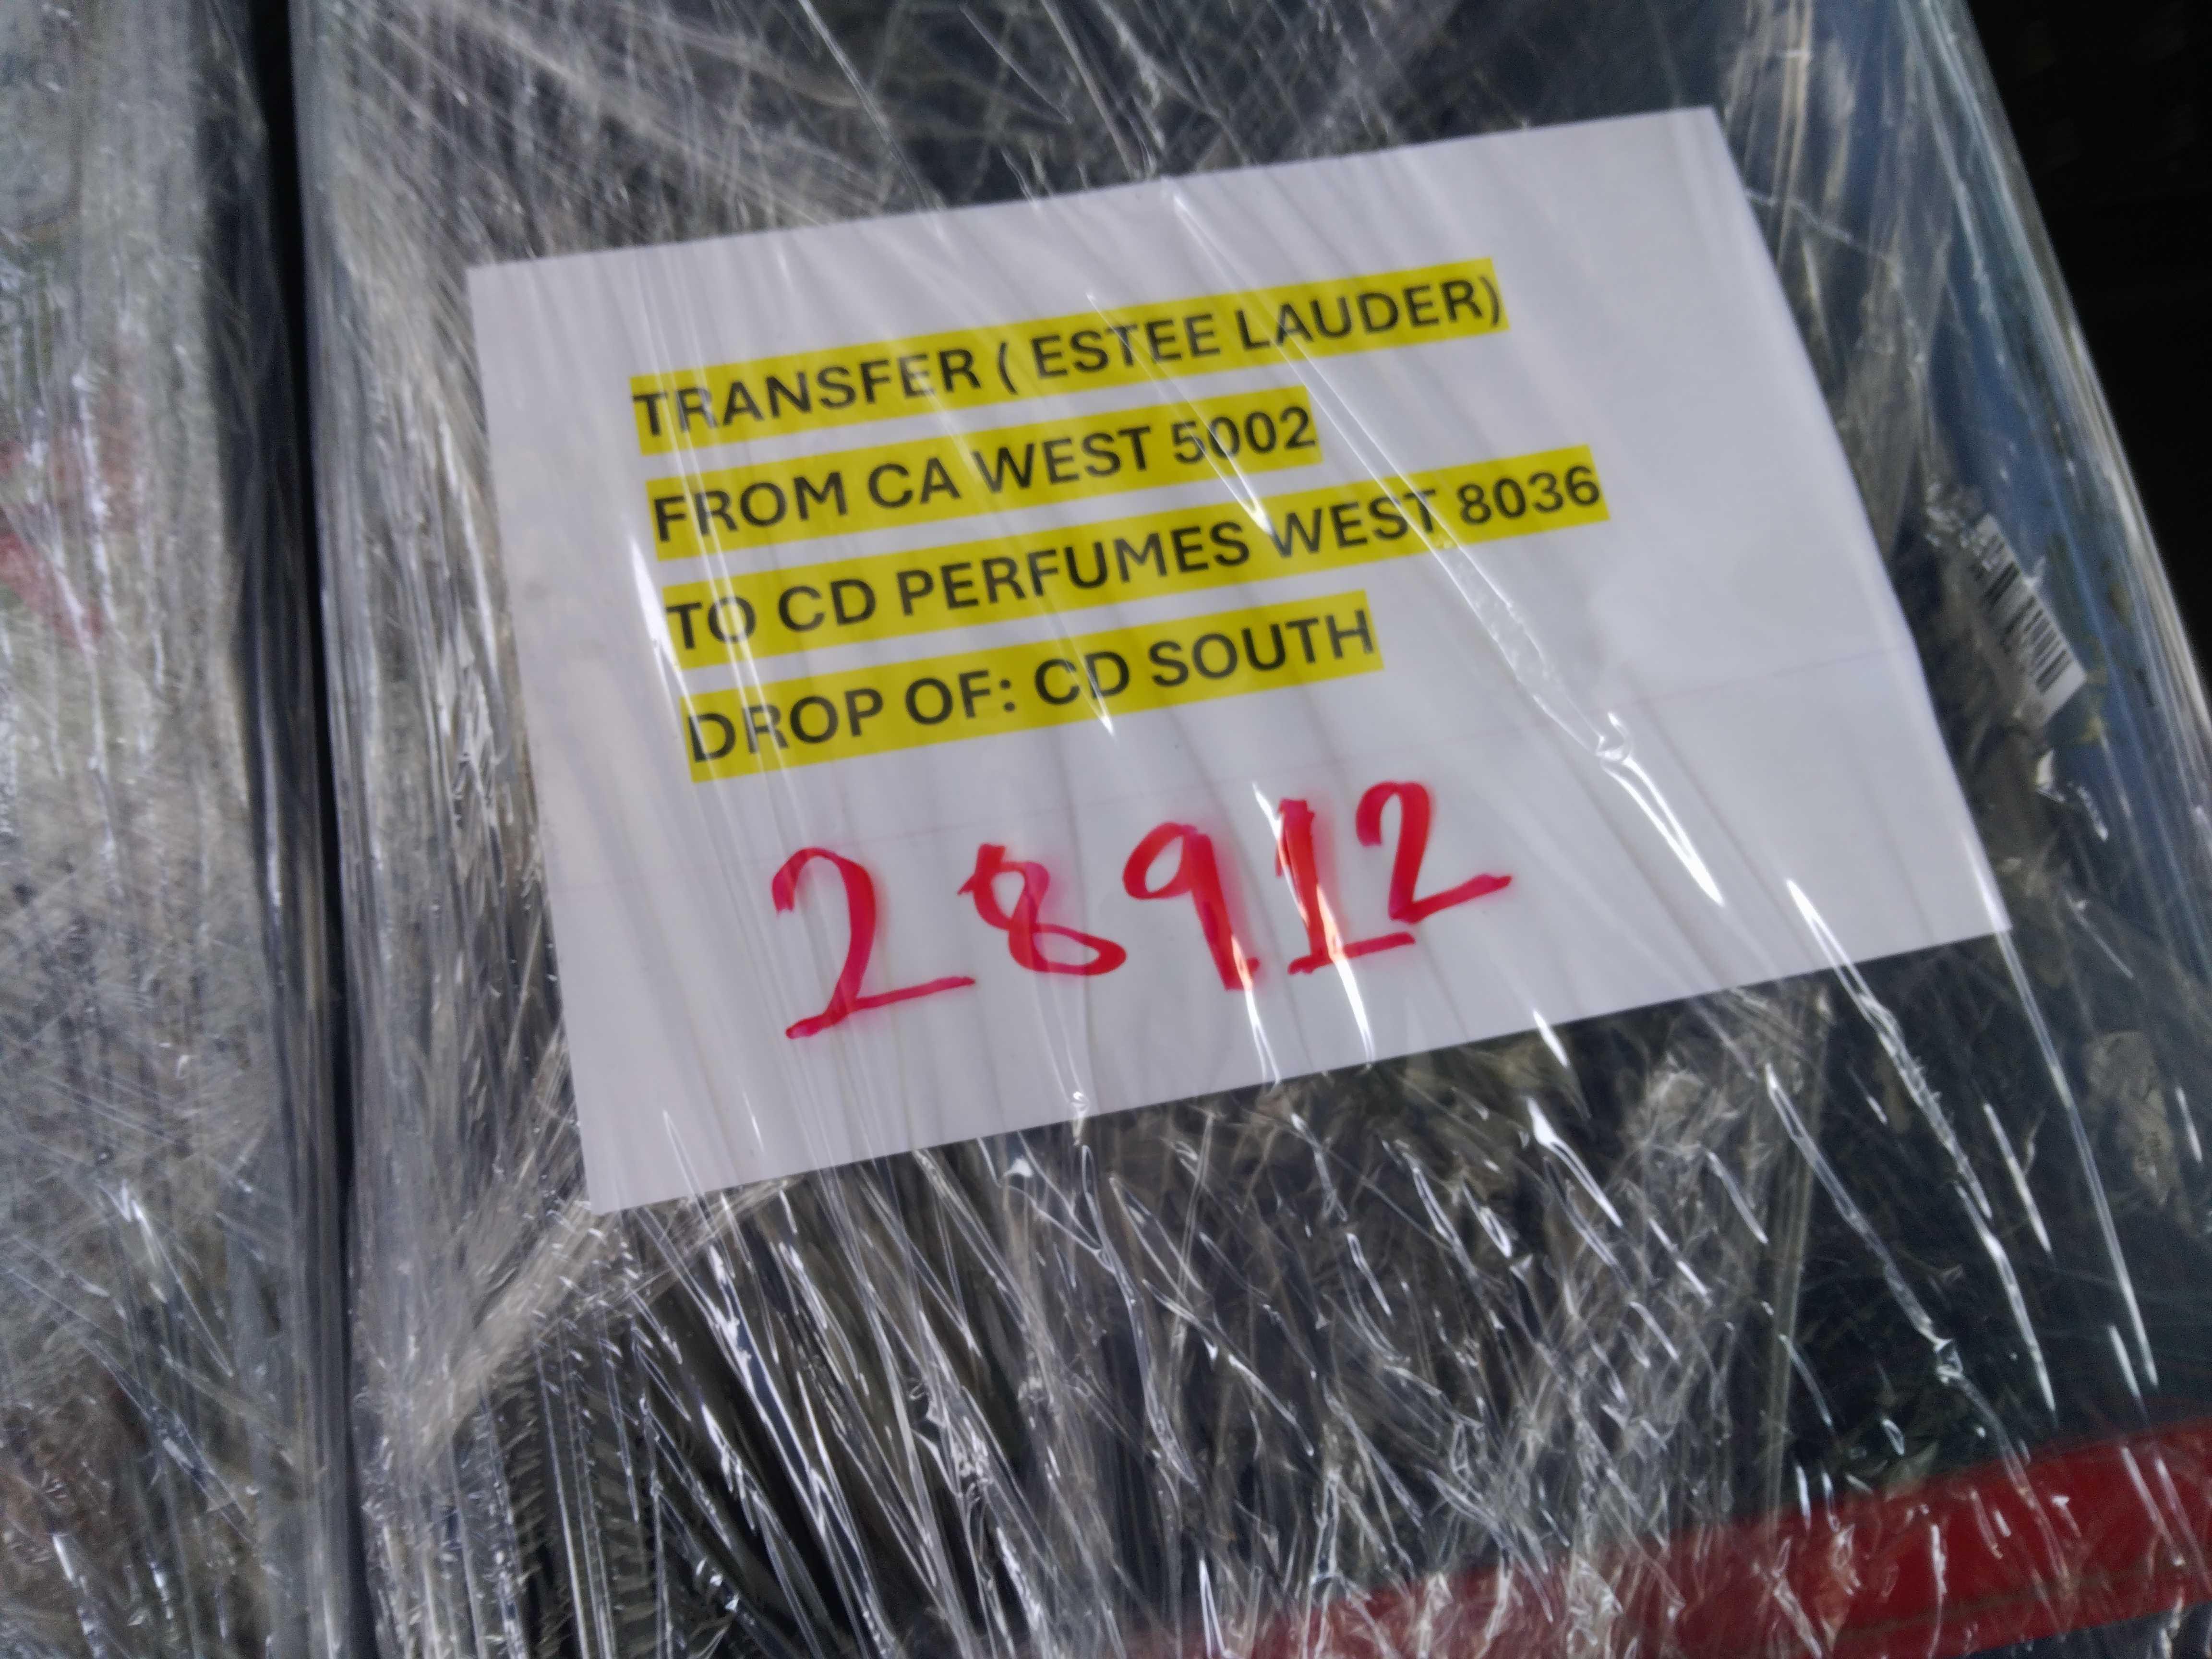 TRANSFER ( ESTEE LAUDER)
FROM CA WEST 5002
TO CD PERFUMES WEST 8036
DROP OF: CD SOUTH
28912